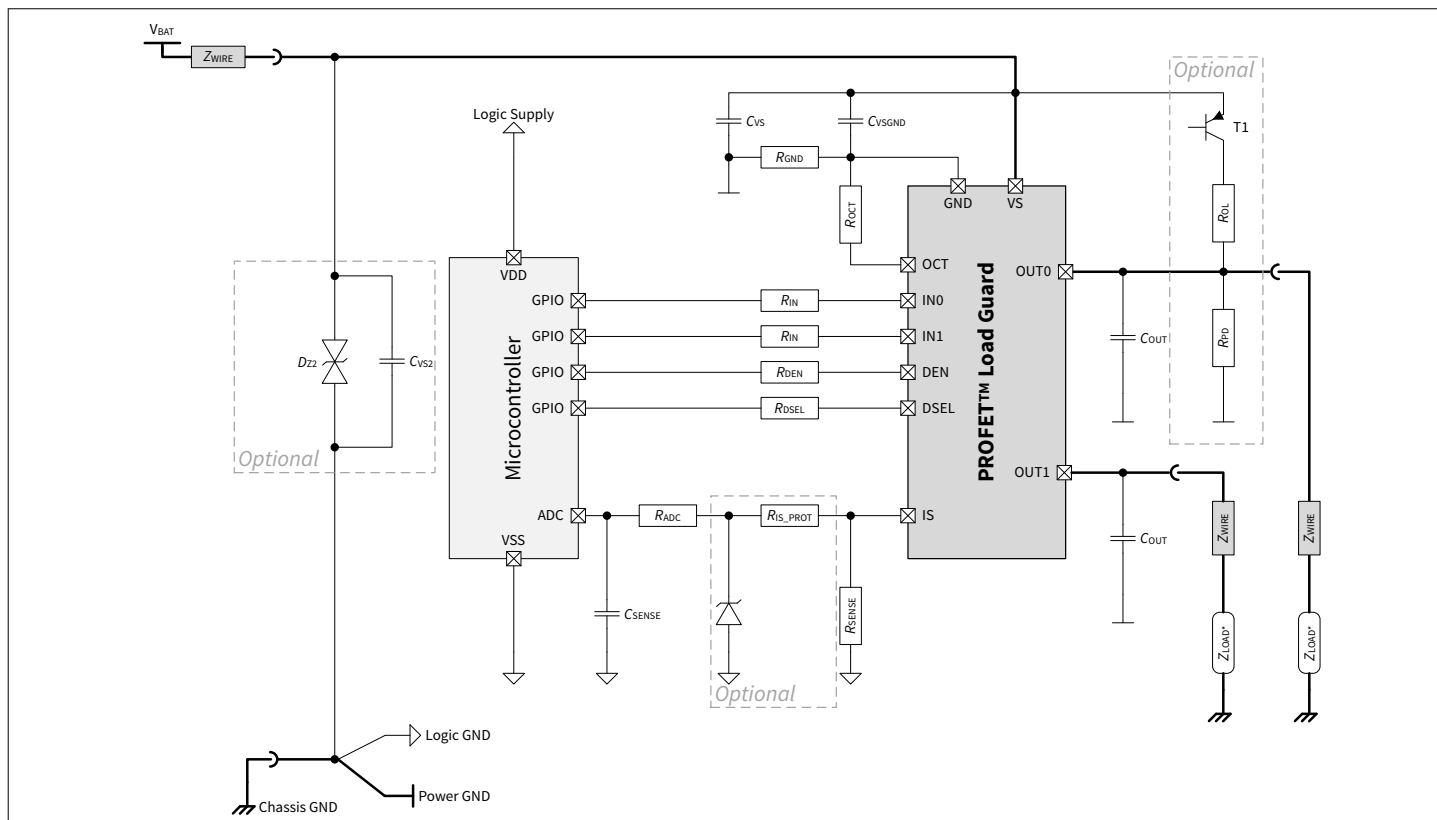 VBAT
ZWIRE
Optional
Logic Supply
CVS
CVSGND
T1
RGND
ROCT
ROL
GND
VS
VDD
OCT
OUT0
GPIO
RIN
IN0
GPIO
RIN
IN1
GPIO
RDEN
DEN
GPIO
RDSEL
DSEL
Microcontroller
PROFET™ Load Guard
COUT
RPD
DZ2
CVS2
Optional
OUT1
ADC
RADC
RIS_PROT
IS
VSS
COUT
ZWIRE
ZWIRE
CSENSE
RSENSE
ZLOAD*
ZLOAD*
Optional
Logic GND
Power GND
Chassis GND